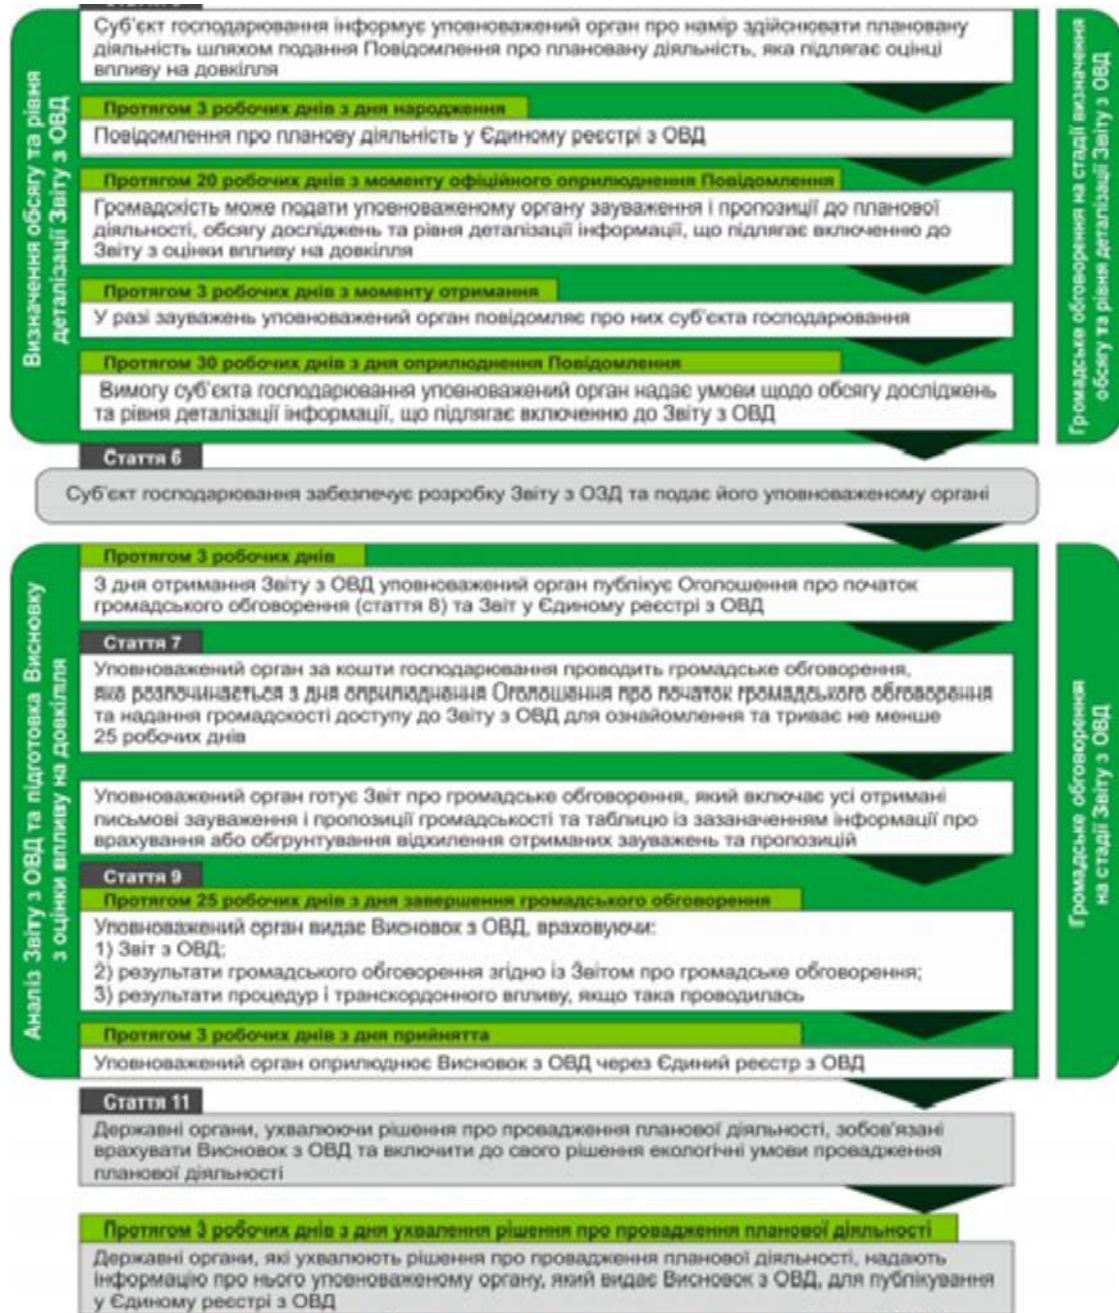 Суб'єкт господарювання інформує уповноважений орган про намір здійснювати плановану
діяльність шляхом подання Повідомлення про плановану діяльність, яка підлягає оцінці
впливу на довкілля
Протягом 3 робочих днів з дня народження
Повідомлення про планову діяльність у Єдиному реєстрі з ОВД
Протягом 20 робочих днів з моменту офіційного оприлюднення Повідомлення
Громадскість може подати уповноваженому органу зауваження і пропозиції до планової
діяльності, обсягу досліджень та рівня деталізації інформації, що підлягає включенню до
Звіту з оцінки впливу на довкілля
Протягом 3 робочих днів з моменту отримання
У разі зауважень уповноважений орган повідомляє про них суб'єкта господарювання
Протягом 30 робочих днів з дня оприлюднення Повідомлення
Вимогу суб'єкта господарювання уповноважений орган надає умови щодо обсягу досліджень
та рівня деталізації інформації, що підлягає включенню до Звіту з ОВД
Визначення обсягу та рівня
деталізації Звіту з ОВД
Громадське обговорення на стадії визначення
обсягу та рівня деталізації Звіту з ОВД
Стаття 6
Суб'єкт господарювання забезпечує розробку Звіту з ОЗД та подає його уповноваженому органі
Протягом 3 робочих днів
З дня отримання Звіту з ОВД уповноважений орган публікує Оголошення про початок
громадського обговорення (стаття 8) та Звіт у Єдиному реєстрі з ОВД
Стаття 7
Уповноважений орган за кошти господарювання проводить громадське обговорення,
яке розпочинається з дня оприлюднення Оголошання про початок громадського обговорення
та надання громадскості доступу до Звіту з ОВД для ознайомлення та триває не менше
25 робочих днів
Уповноважений орган готує Звіт про громадське обговорення, який включає усі отримані
письмові зауваження і пропозиції громадськості та таблицю із зазаначенням інформації про
врахування або обгрунтування відхилення отриманих зауважень та пропозицій
Стаття 9
Протягом 25 робочих днів з дня завершення громадського обговорення
Уповноважений орган видає Висновок з ОВД, враховуючи:
1) Звіт з ОВД;
2) результати громадського обговорення згідно із Звітом про громадське обговорення;
3) результати процедур і транскордонного впливу, якщо така проводилась
Протягом 3 робочих днів з дня прийнятта
Уповноважений орган оприлюднює Висновок з ОВД через Єдиний реєстр з ОВД
Аналіз Звіту з ОВД та підготовка Висновку
з оцінки впливу на довкілля
Громадське обговорення
на стадії Звіту з ОВД
Стаття 11
Державні органи, ухвалюючи рішення про провадження планової діяльності, зобов'язані
врахувати Висновок з ОВД та включити до свого рішення екологічні умови провадження
планової діяльності
Протягом 3 робочих днів з дня ухвалення рішення про провадження планової діяльності
Державні органи, які ухвалюють рішення про провадження планової діяльності, надають
інформацію про нього уповноваженому органу, який видає Висновок з ОВД, для публікування
у Єдиному реєстрі з ОВД